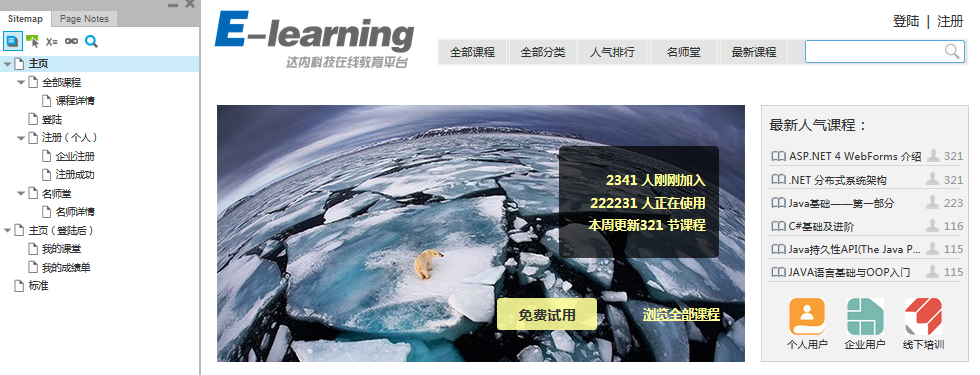 Sitemap
Page Notes
X=
主页
全部课程
课程详情
登陆
注册（个人）
企业注册
注册成功
名师堂
名师详情
主页（登陆后）
我的课堂
我的成绩单
标准
E-learning
达内科技在线教育平台
登陆 | 注册
全部课程
全部分类
人气排行
名师堂
最新课程
2341 人刚刚加入
222231 人正在使用
本周更新321 节课程
免费试用
浏览全部课程
最新人气课程：
ASP.NET 4 WebForms 介绍 321
.NET 分布式系统架构 321
Java基础——第一部分 223
C#基础及进阶 116
Java持久性API(The Java P... 115
JAVA语言基础与OOP入门 115
个人用户
企业用户
线下培训